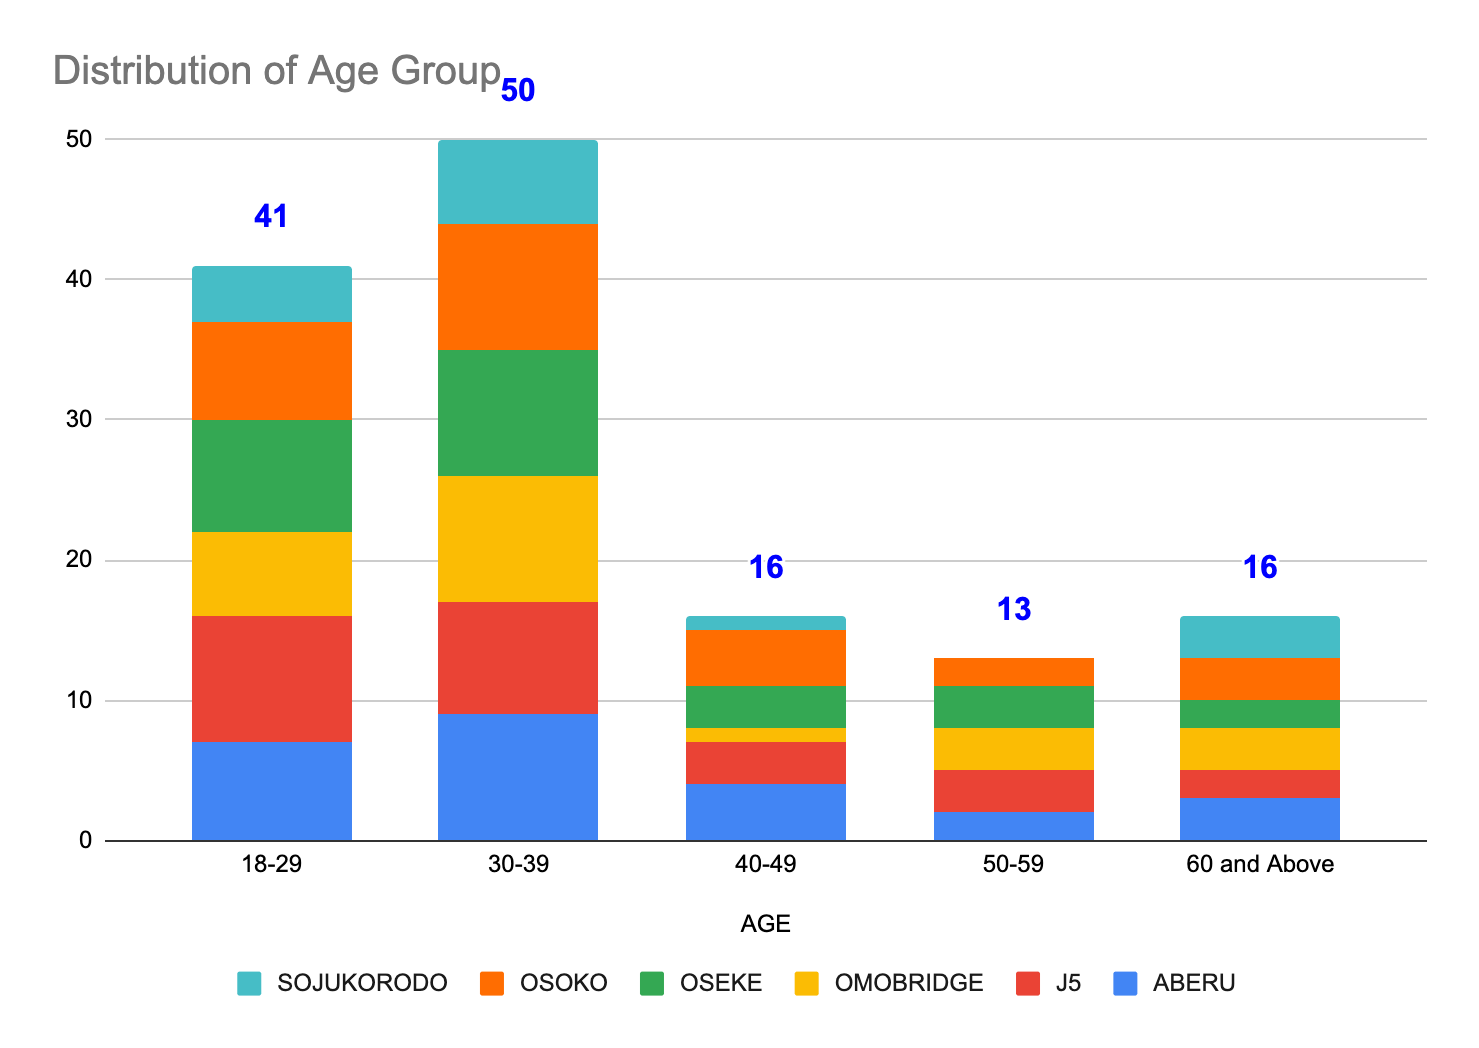 Distribution of Age Group
50
50
41
40
30
20
16
16
13
10
0
18-29 30-39 40-49 50-59 60 and Above
AGE
SOJUKORODO OSOKO OSEKE OMOBRIDGE J5 ABERU